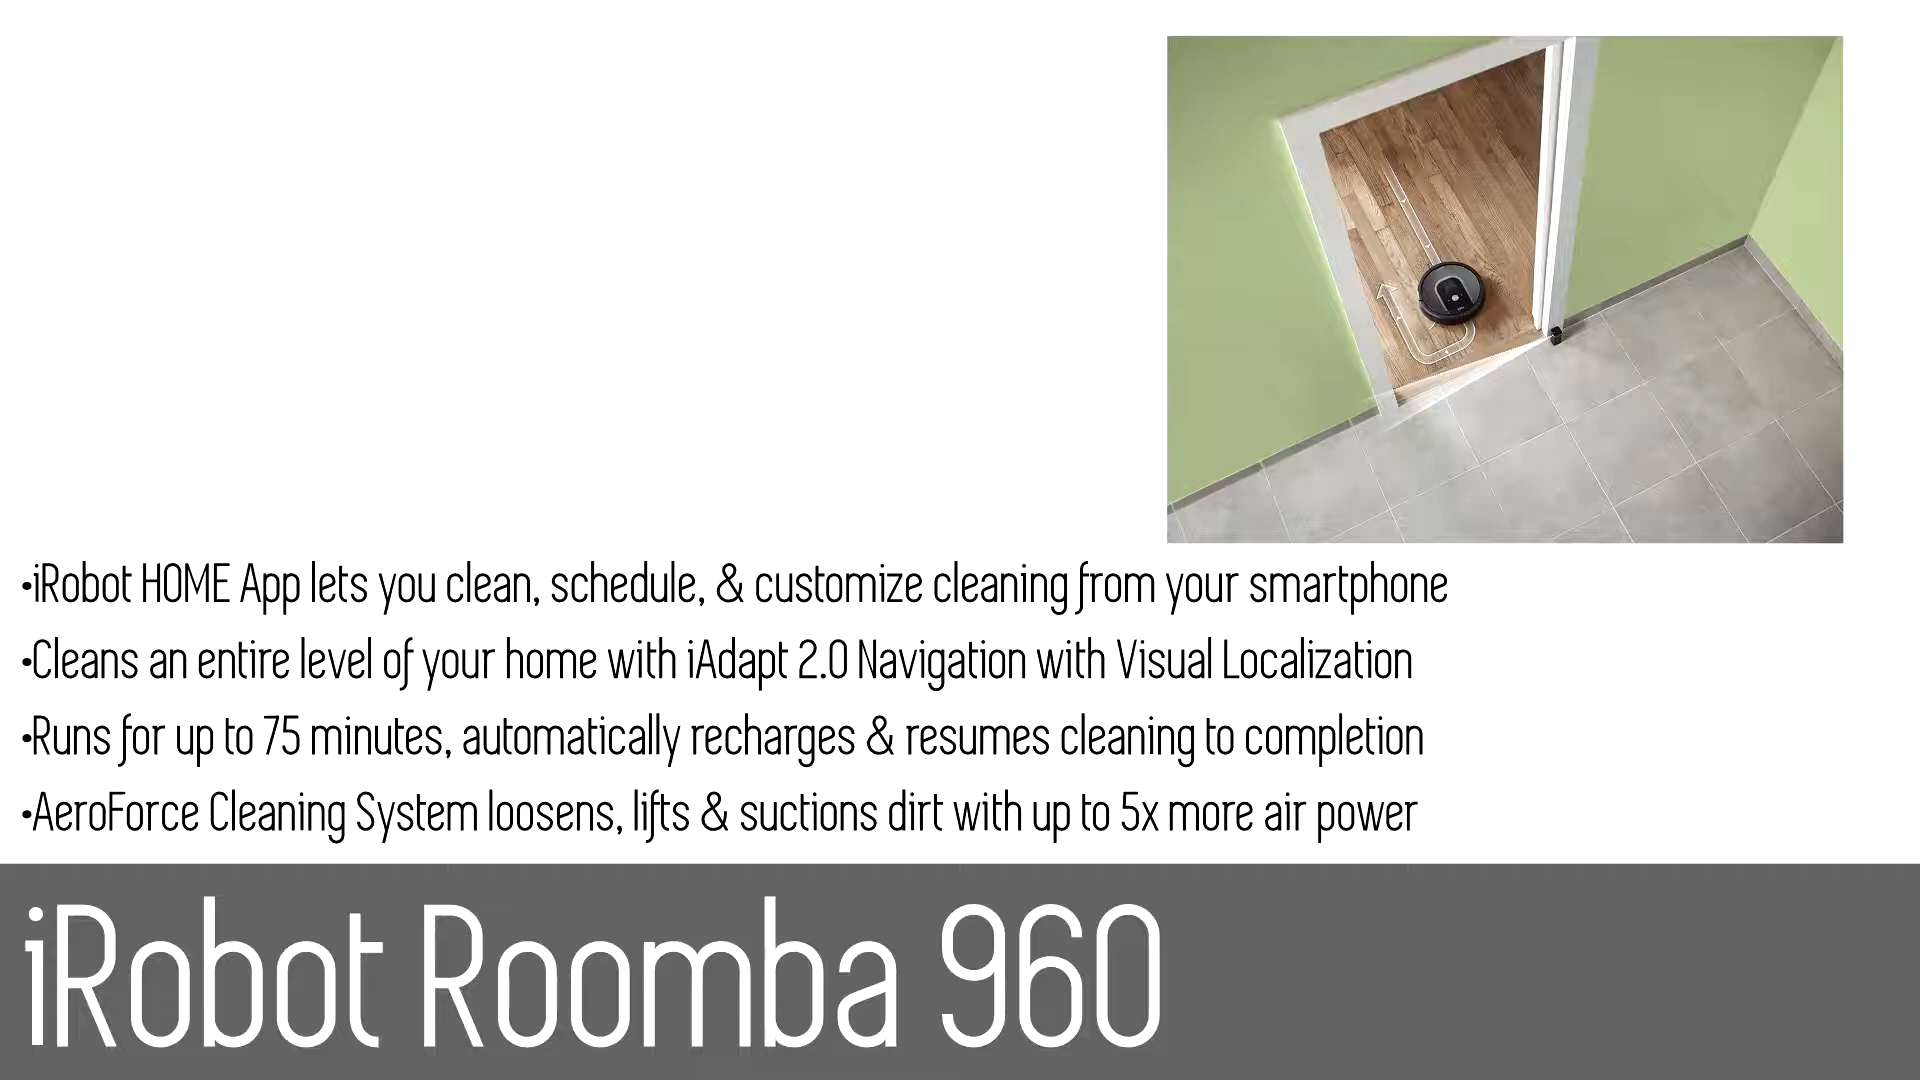 •iRobot HOME App lets you clean, schedule, & customize cleaning from your smartphone
•Cleans an entire level of your home with iAdapt 2.0 Navigation with Visual Localization
•Runs for up to 75 minutes, automatically recharges & resumes cleaning to completion
•AeroForce Cleaning System loosens, lifts & suctions dirt with up to 5x more air power
iRobot Roomba 960